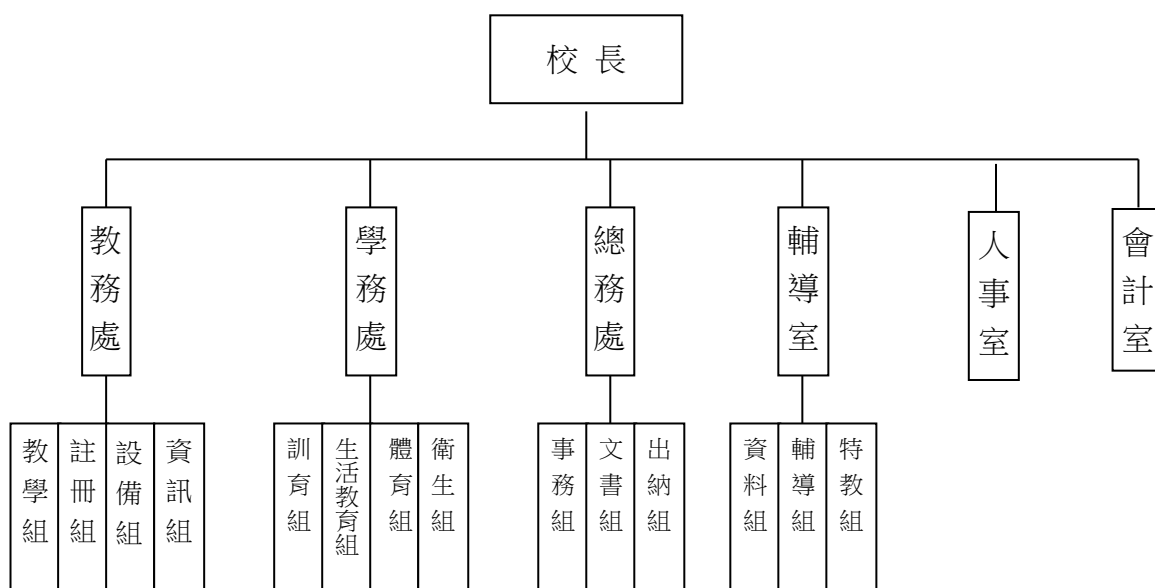 校長
教務處
學務處
總務處
輔導室
人事室
會計室
教學組
註冊組
設備組
資訊組
訓育組
生活教育組
體育組
衛生組
事務組
文書組
出納組
資料組
輔導組
特教組